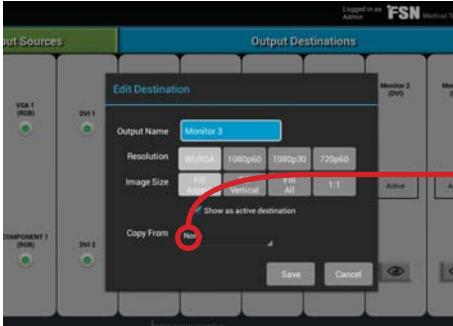 Logged in as
Admin
FSN
Medical
put Sources
Output Destinations
Monitor 2
(DVI)
VGA 1
(RGB)
DVI 1
Edit Destination
Output Name
Monitor 3
Resolution
WUXGA
1080p60
1080p30
720p60
Image Size
Fill
Aspect
Vertical
Fill
All
1:1
Active
Show as active destination
COMPONENT 1
(RGB)
DVI 2
Copy From
None
Save
Cancel